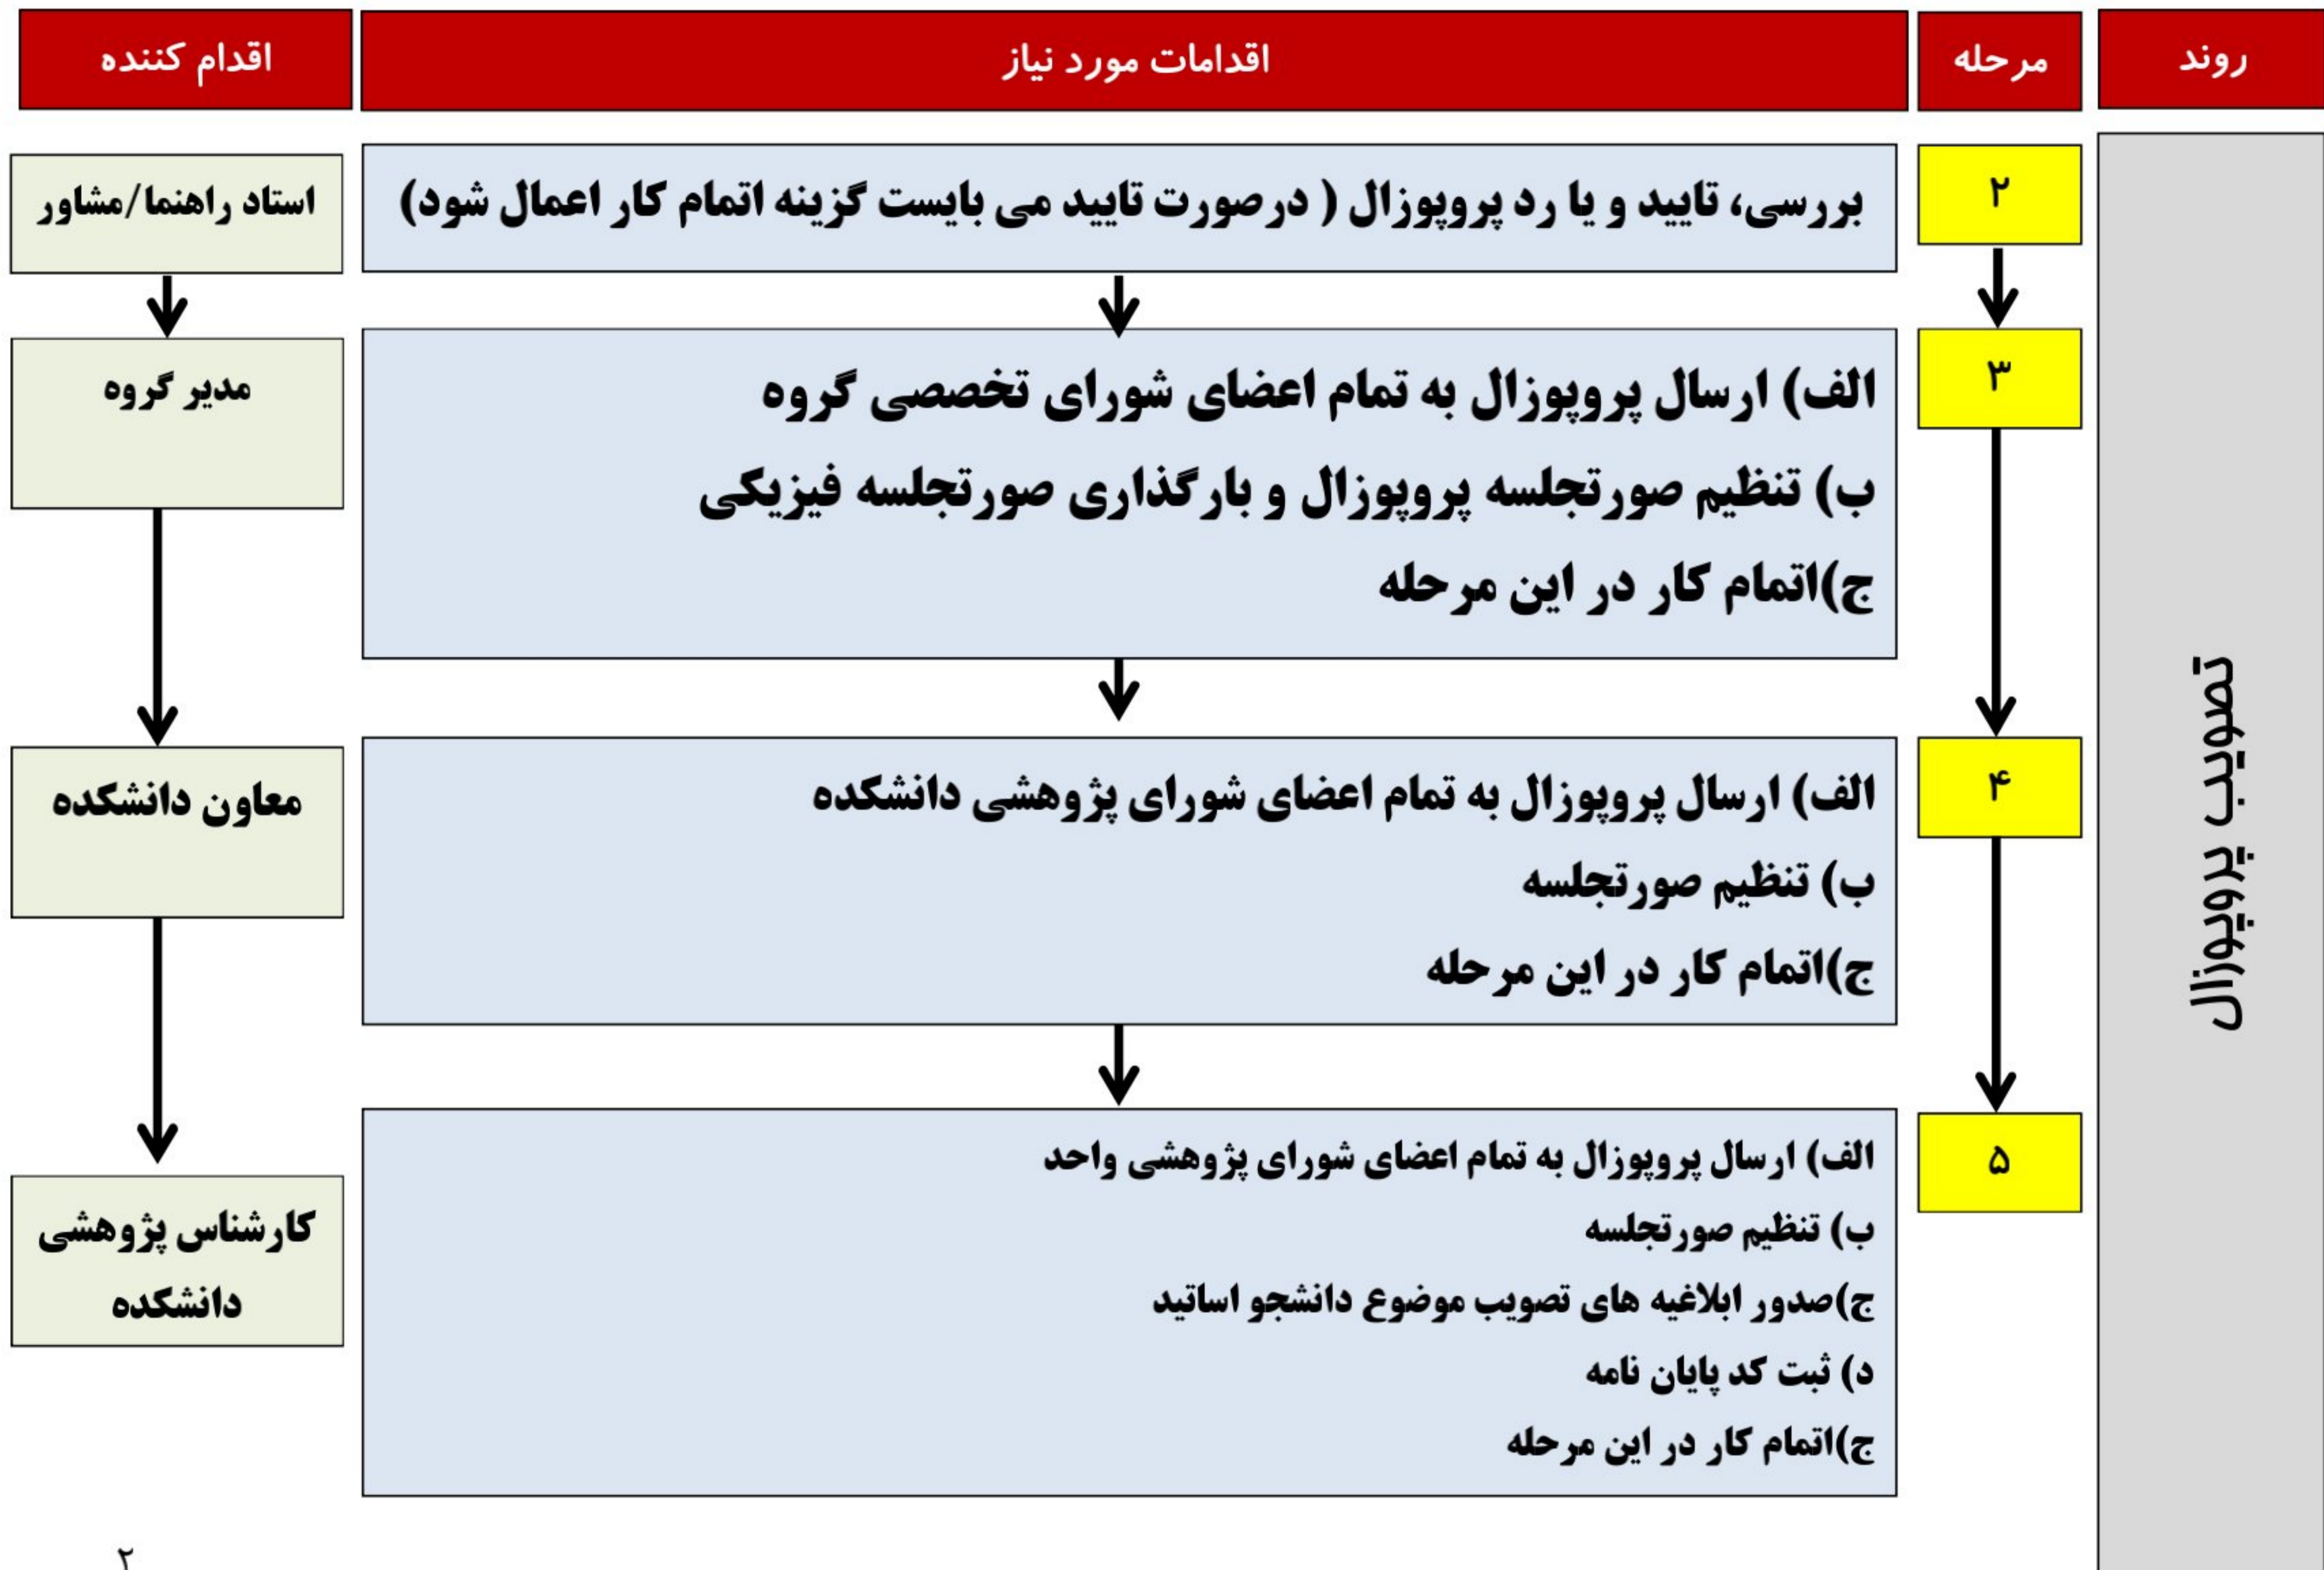 روند
مرحله
اقدامات مورد نیاز
اقدام کننده
تصویب پروپوزال
۲
بررسی، تایید و یا رد پروپوزال ( درصورت تایید می بایست گزینه اتمام کار اعمال شود)
استاد راهنما/مشاور
۳
الف) ارسال پروپوزال به تمام اعضای شورای تخصصی گروه
ب) تنظیم صورتجلسه پروپوزال و بارگذاری صورتجلسه فیزیکی
ج)اتمام کار در این مرحله
مدیر گروه
۴
الف) ارسال پروپوزال به تمام اعضای شورای پژوهشی دانشکده
ب) تنظیم صورتجلسه
ج)اتمام کار در این مرحله
معاون دانشکده
۵
الف) ارسال پروپوزال به تمام اعضای شورای پژوهشی واحد
ب) تنظیم صورتجلسه
ج)صدور ابلاغیه های تصویب موضوع دانشجو اساتید
د) ثبت کد پایان نامه
ج)اتمام کار در این مرحله
کارشناس پژوهشی
دانشکده
۲